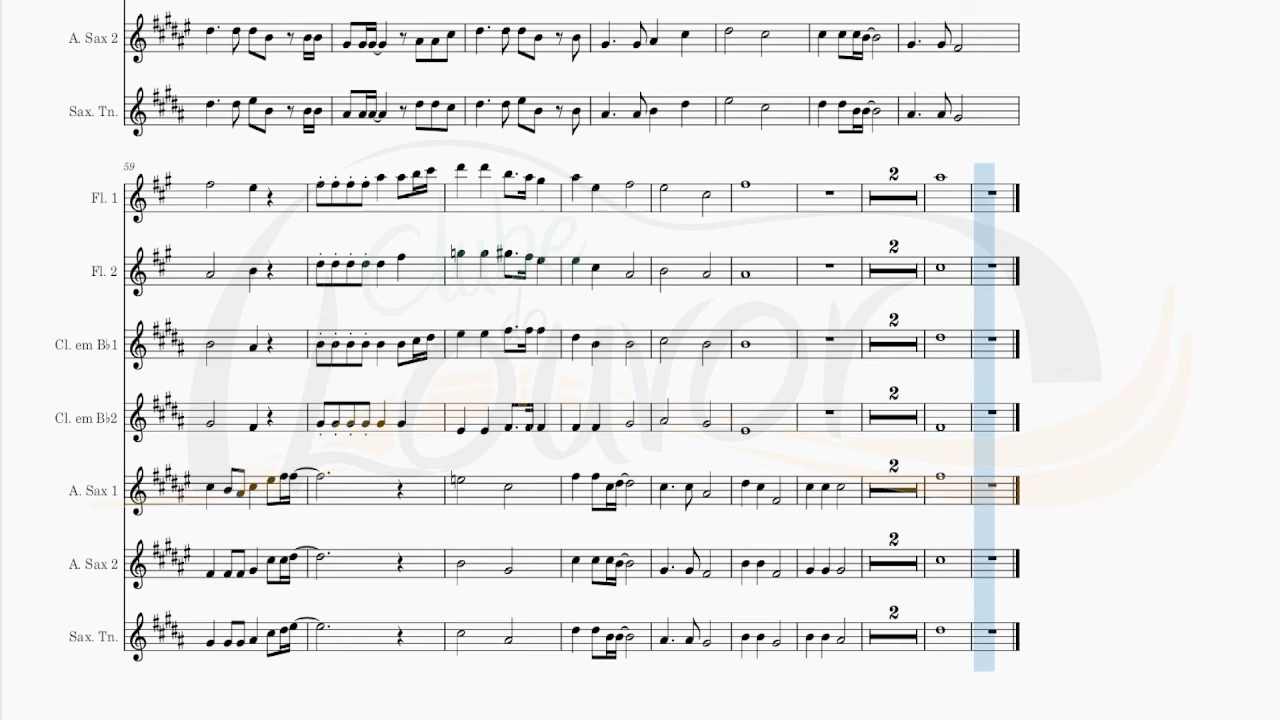 A. Sax 2
Sax. Tn.
59
Fl. 1
2
Fl. 2
2
Cl. em B♭1
2
Cl. em B♭2
2
A. Sax 1
2
A. Sax 2
2
Sax. Tn.
2
Clube
do
Louvor